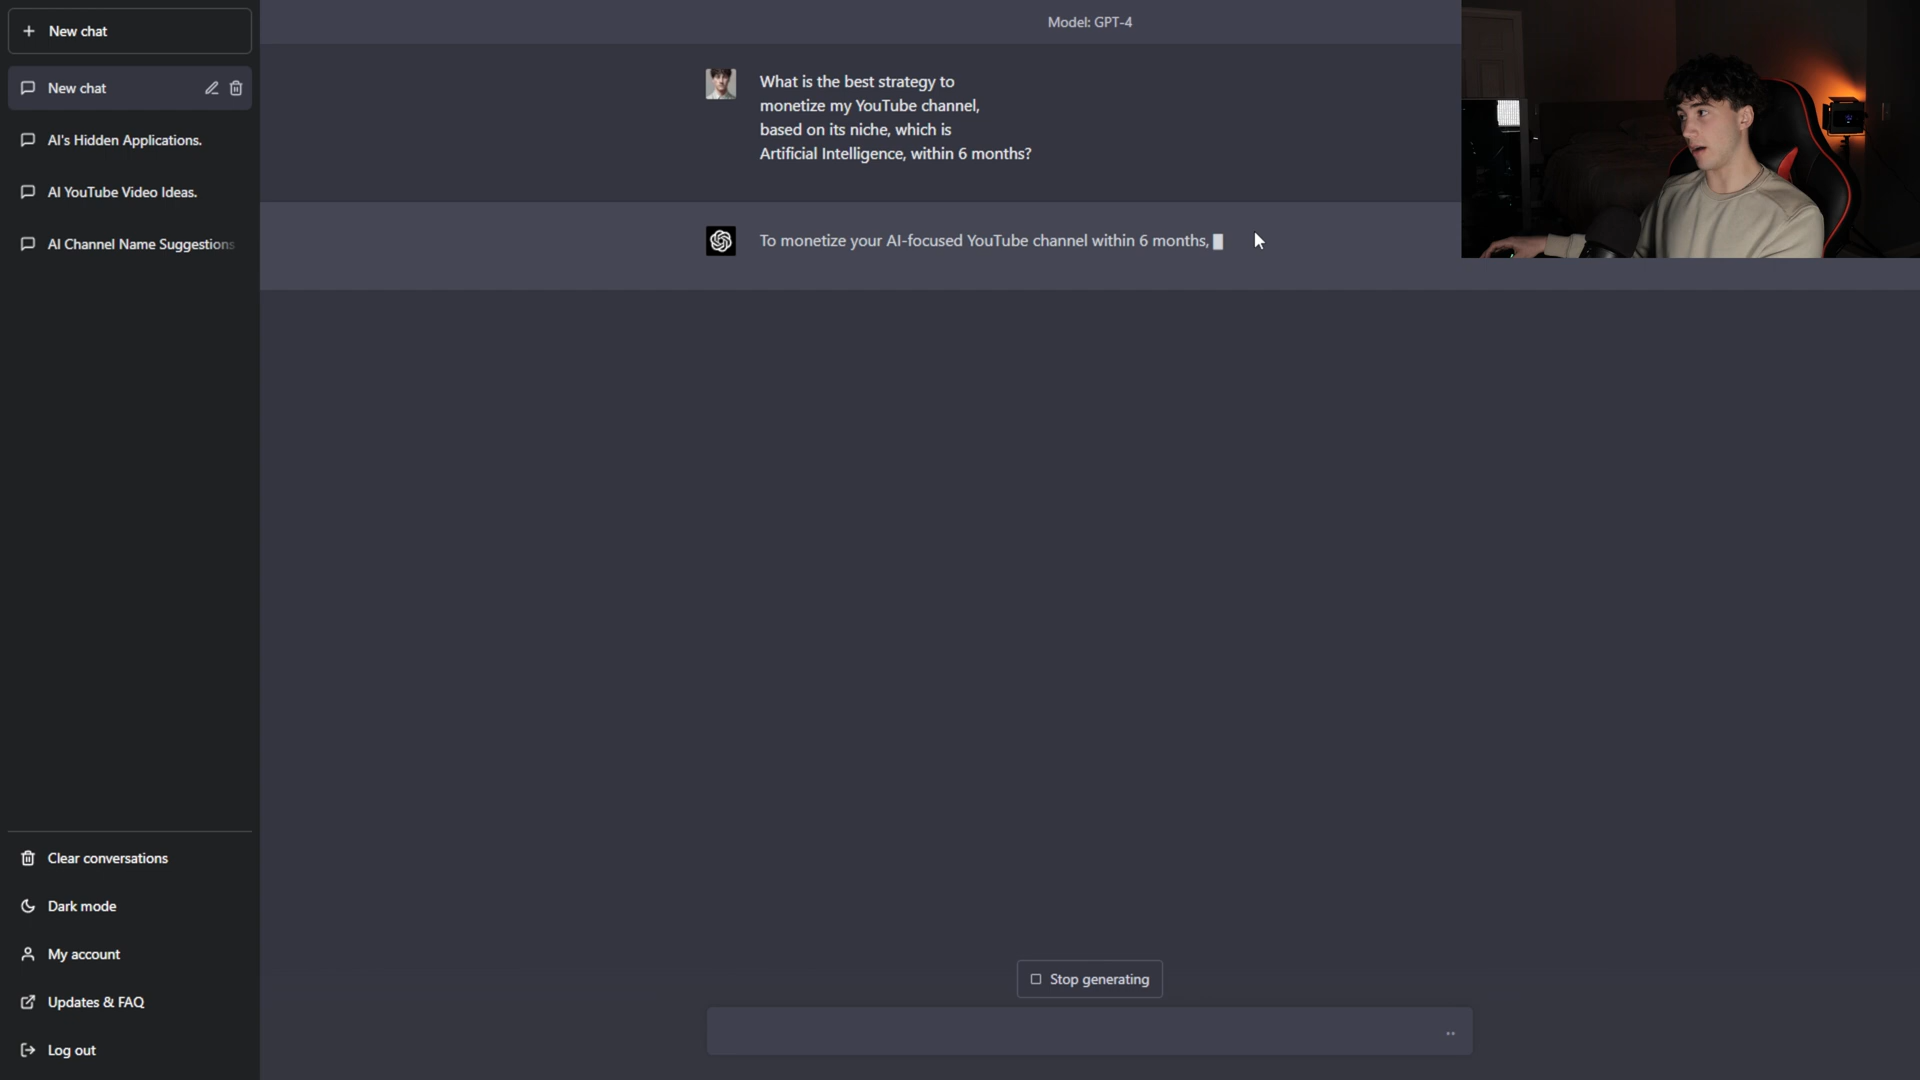 New chat
New chat
AI's Hidden Applications.
AI YouTube Video Ideas.
AI Channel Name Suggestions
Clear conversations
Dark mode
My account
Updates & FAQ
Log out
Model: GPT-4
What is the best strategy to
monetize my YouTube channel,
based on its niche, which is
Artificial Intelligence, within 6 months?
To monetize your AI-focused YouTube channel within 6 months,
Stop generating